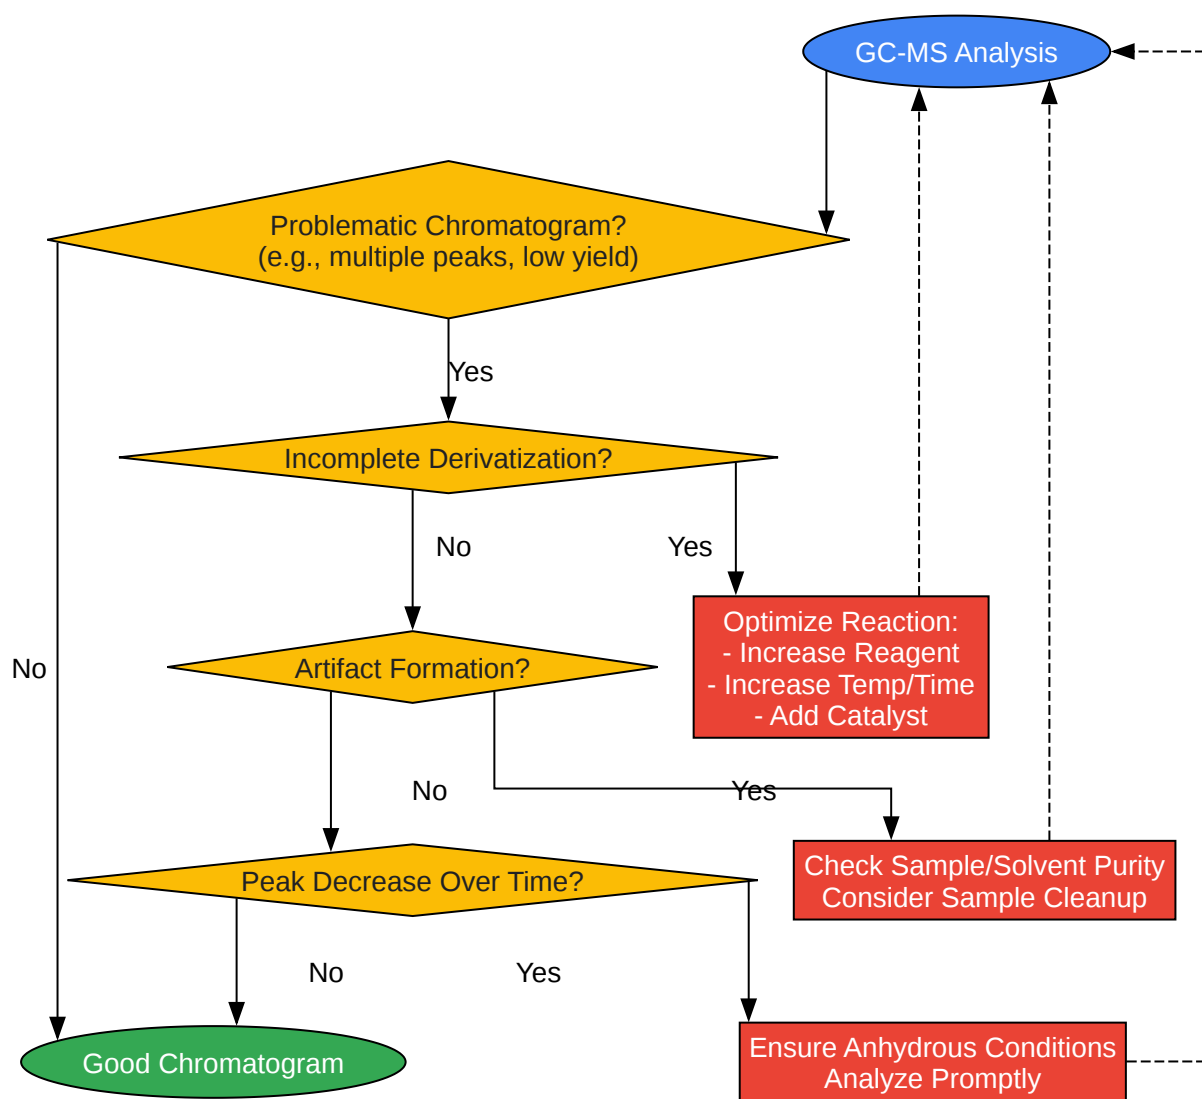 GC-MS Analysis
Problematic Chromatogram?
(e.g., multiple peaks, low yield)
Yes
Incomplete Derivatization?
No
Yes
Optimize Reaction:
- Increase Reagent
- Increase Temp/Time
- Add Catalyst
No
Artifact Formation?
No
Yes
Check Sample/Solvent Purity
Consider Sample Cleanup
Peak Decrease Over Time?
No
Yes
Good Chromatogram
Ensure Anhydrous Conditions
Analyze Promptly